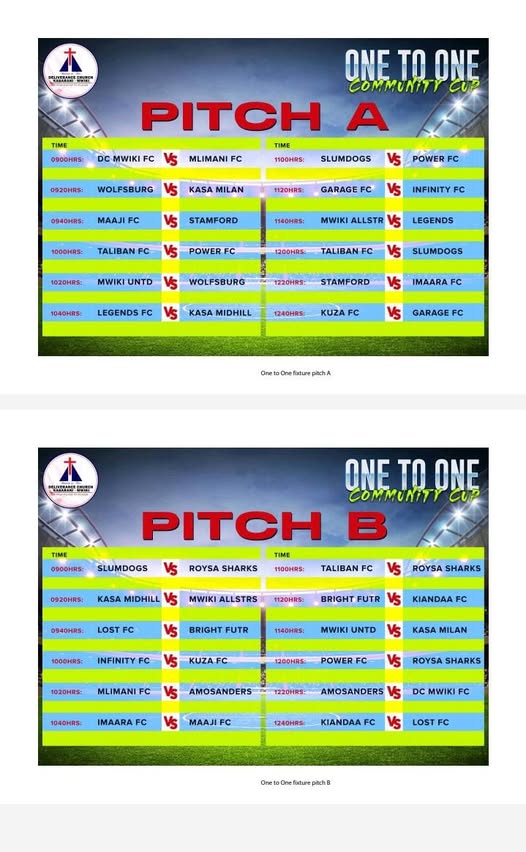 DELIVERANCE CHURCH
KASARANI - MWIKI
ONE TO ONE
COMMUNITY CUP
PITCH A
TIME TIME
0900HRS: DC MWIKI FC VS MLIMANI FC 1100HRS: SLUMDOGS VS POWER FC
0920HRS: WOLFSBURG VS KASA MILAN 1120HRS: GARAGE FC VS INFINITY FC
0940HRS: MAAJI FC VS STAMFORD 1140HRS: MWIKI ALLSTR VS LEGENDS
1000HRS: TALIBAN FC VS POWER FC 1200HRS: TALIBAN FC VS SLUMDOGS
1020HRS: MWIKI UNTD VS WOLFSBURG 1220HRS: STAMFORD VS IMAARA FC
1040HRS: LEGENDS FC VS KASA MIDHILL 1240HRS: KUZA FC VS GARAGE FC
One to One fixture pitch A
DELIVERANCE CHURCH
KASARANI - MWIKI
ONE TO ONE
COMMUNITY CUP
PITCH B
TIME TIME
0900HRS: SLUMDOGS VS ROYSA SHARKS 1100HRS: TALIBAN FC VS ROYSA SHARKS
0920HRS: KASA MIDHILL VS MWIKI ALLSTRS 1120HRS: BRIGHT FUTR VS KIANDAA FC
0940HRS: LOST FC VS BRIGHT FUTR 1140HRS: MWIKI UNTD VS KASA MILAN
1000HRS: INFINITY FC VS KUZA FC 1200HRS: POWER FC VS ROYSA SHARKS
1020HRS: MLIMANI FC VS AMOSANDERS 1220HRS: AMOSANDERS VS DC MWIKI FC
1040HRS: IMAARA FC VS MAAJI FC 1240HRS: KIANDAA FC VS LOST FC
One to One fixture pitch B